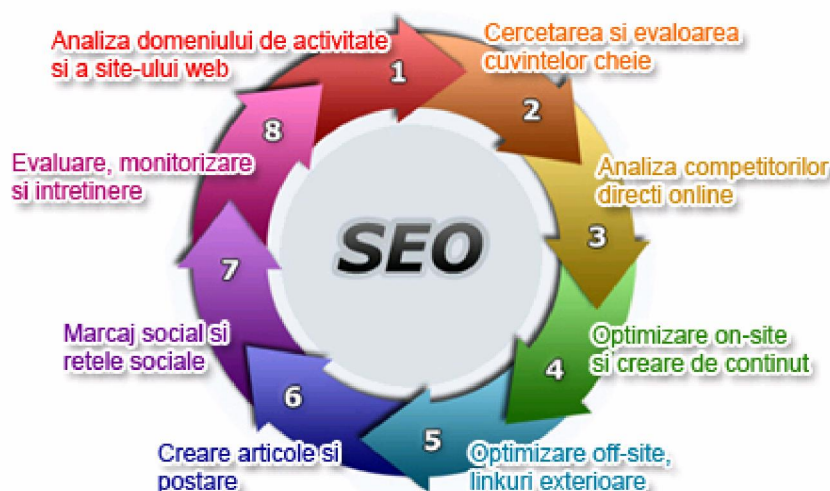 Analiza domeniului de activitate
si a site-ului web
1
Cercetarea si evaloarea
cuvintelor cheie
2
Analiza competitorilor
directi online
3
Optimizare on-site
si creare de continut
4
Optimizare off-site,
linkuri exterioare
5
Creare articole si
postare
6
Marcaj social si
retele sociale
7
Evaluare, monitorizare
si intretinere
8
SEO